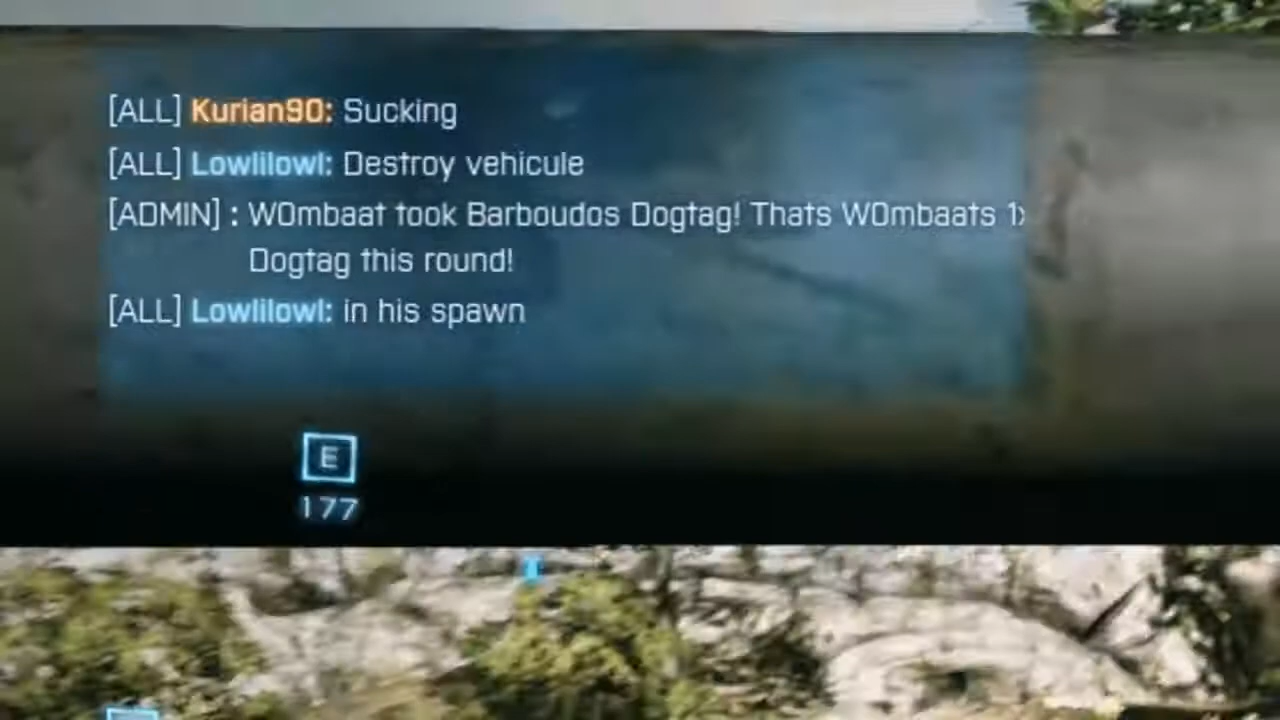 [ALL] Kurian90: Sucking
[ALL] Lowlilowl: Destroy vehicule
[ADMIN] : W0mbaat took Barboudos Dogtag! Thats W0mbaats 1x
Dogtag this round!
[ALL] Lowlilowl: in his spawn
E
177